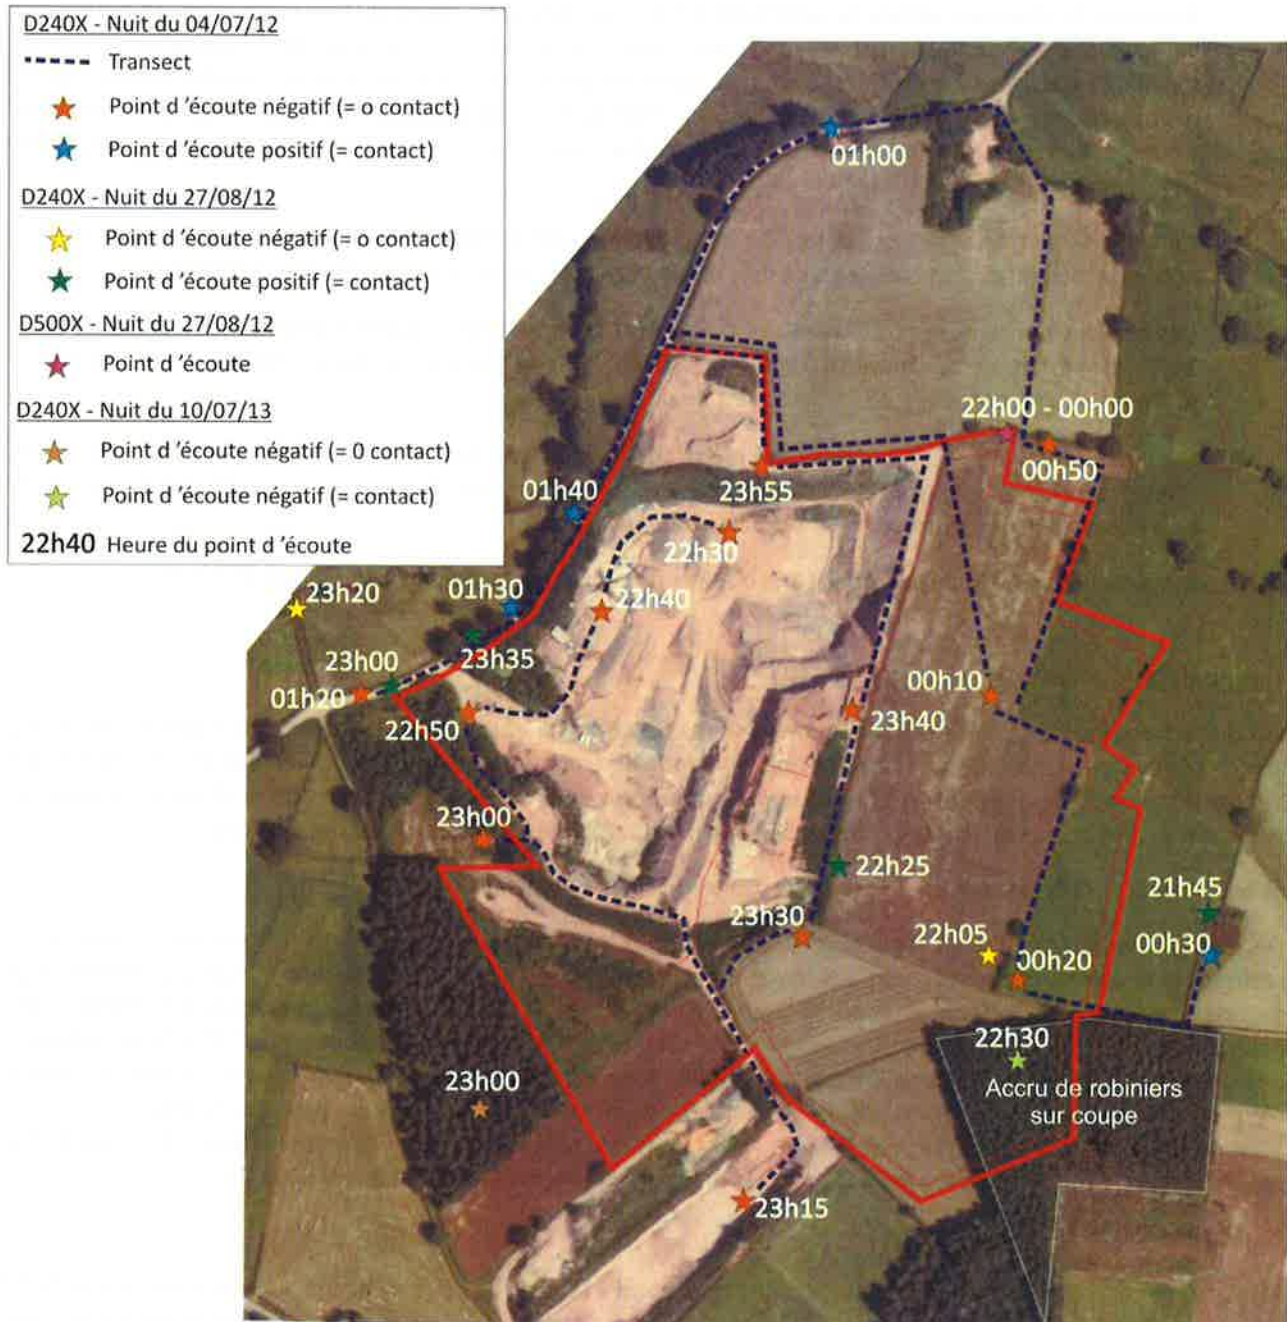 D240X - Nuit du 04/07/12
Transect
Point d 'écoute négatif (= o contact)
Point d 'écoute positif (= contact)
D240X - Nuit du 27/08/12
Point d 'écoute négatif (= o contact)
Point d 'écoute positif (= contact)
D500X - Nuit du 27/08/12
Point d 'écoute
D240X - Nuit du 10/07/13
Point d 'écoute négatif (= 0 contact)
Point d 'écoute négatif (= contact)
22h40 Heure du point d 'écoute
01h00
22h00 - 00h00
00h50
23h55
01h40
22h30
22h40
23h20
01h30
23h35
23h00
01h20
22h50
00h10
23h40
23h00
22h25
21h45
23h30
22h05
00h30
00h20
22h30
23h00
Accru de robiniers
sur coupe
23h15